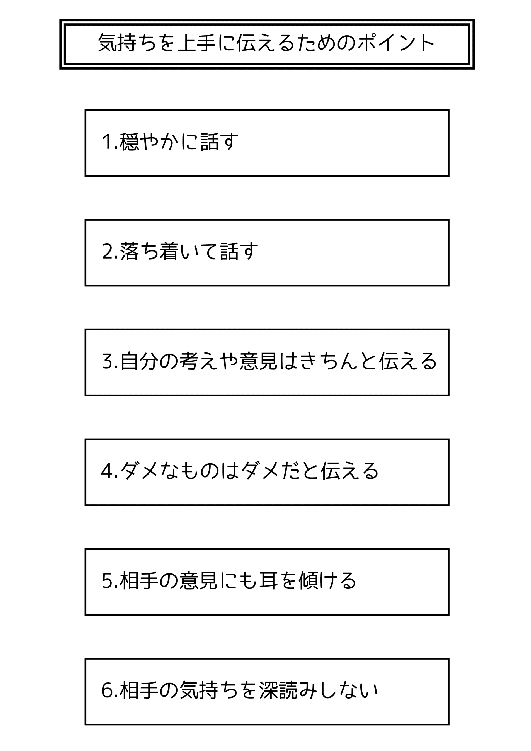 気持ちを上手に伝えるためのポイント
1.穏やかに話す
2.落ち着いて話す
3.自分の考えや意見はきちんと伝える
4.ダメなものはダメだと伝える
5.相手の意見にも耳を傾ける
6.相手の気持ちを深読みしない